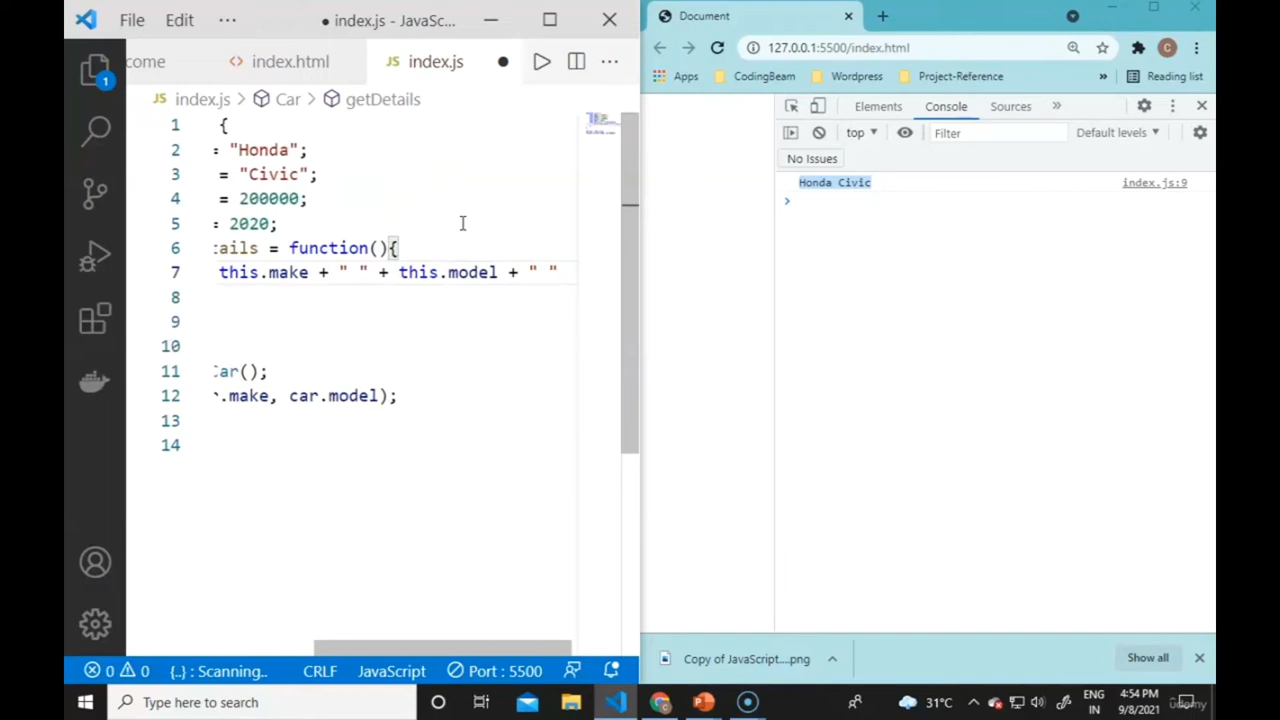 File Edit ··· ● index.js - JavaSc...
come index.html JS index.js
JS index.js > Car > getDetails
1 {
2 = "Honda";
3 = "Civic";
4 = 200000;
5 = 2020;
6 tails = function(){
7 this.make + " " + this.model + " "
8
9
10
11 Car();
12 .make, car.model);
13
14
1
0 0 {..} : Scanning.. CRLF JavaScript Port : 5500
Document
127.0.0.1:5500/index.html
Apps CodingBeam Wordpress Project-Reference » Reading list
Elements Console Sources »
top Filter Default levels
No Issues
Honda Civic index.js:9
>
Copy of JavaScript....png Show all
Type here to search
31°C ENG IN 4:54 PM 9/8/2021
Udemy